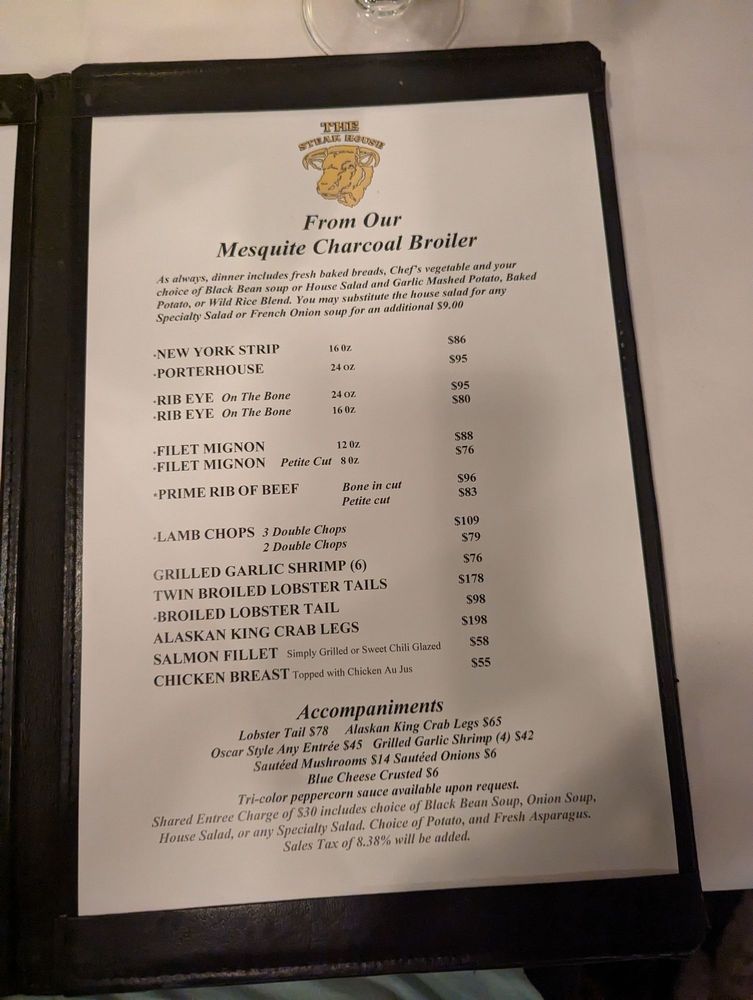 THE
STEAK HOUSE
From Our
Mesquite Charcoal Broiler
As always, dinner includes fresh baked breads, Chef's vegetable and your
choice of Black Bean soup or House Salad and Garlic Mashed Potato, Baked
Potato, or Wild Rice Blend. You may substitute the house salad for any
Specialty Salad or French Onion soup for an additional $9.00
*NEW YORK STRIP 16 0z $86
*PORTERHOUSE 24 oz $95
*RIB EYE On The Bone 24 oz $95
*RIB EYE On The Bone 16 0z $80
*FILET MIGNON 12 0z $88
*FILET MIGNON Petite Cut 8 0z $76
*PRIME RIB OF BEEF Bone in cut $96
Petite cut $83
*LAMB CHOPS 3 Double Chops $109
2 Double Chops $79
GRILLED GARLIC SHRIMP (6) $76
TWIN BROILED LOBSTER TAILS $178
*BROILED LOBSTER TAIL $98
ALASKAN KING CRAB LEGS $198
SALMON FILLET Simply Grilled or Sweet Chili Glazed $58
CHICKEN BREAST Topped with Chicken Au Jus $55
Accompaniments
Lobster Tail $78 Alaskan King Crab Legs $65
Oscar Style Any Entrée $45 Grilled Garlic Shrimp (4) $42
Sautéed Mushrooms $14 Sautéed Onions $6
Blue Cheese Crusted $6
Tri-color peppercorn sauce available upon request.
Shared Entree Charge of $30 includes choice of Black Bean Soup, Onion Soup,
House Salad, or any Specialty Salad. Choice of Potato, and Fresh Asparagus.
Sales Tax of 8.38% will be added.